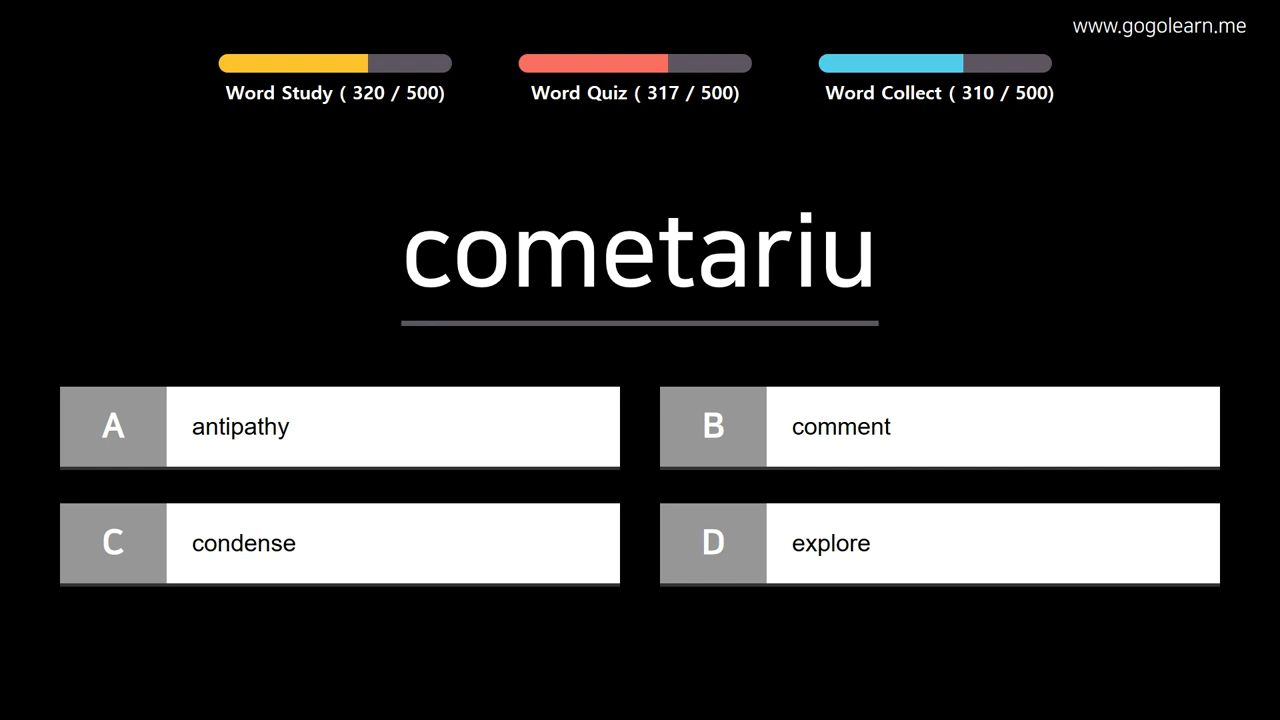 www.gogolearn.me
Word Study ( 320 / 500)
Word Quiz ( 317 / 500)
Word Collect ( 310 / 500)
cometariu
A antipathy
B comment
C condense
D explore